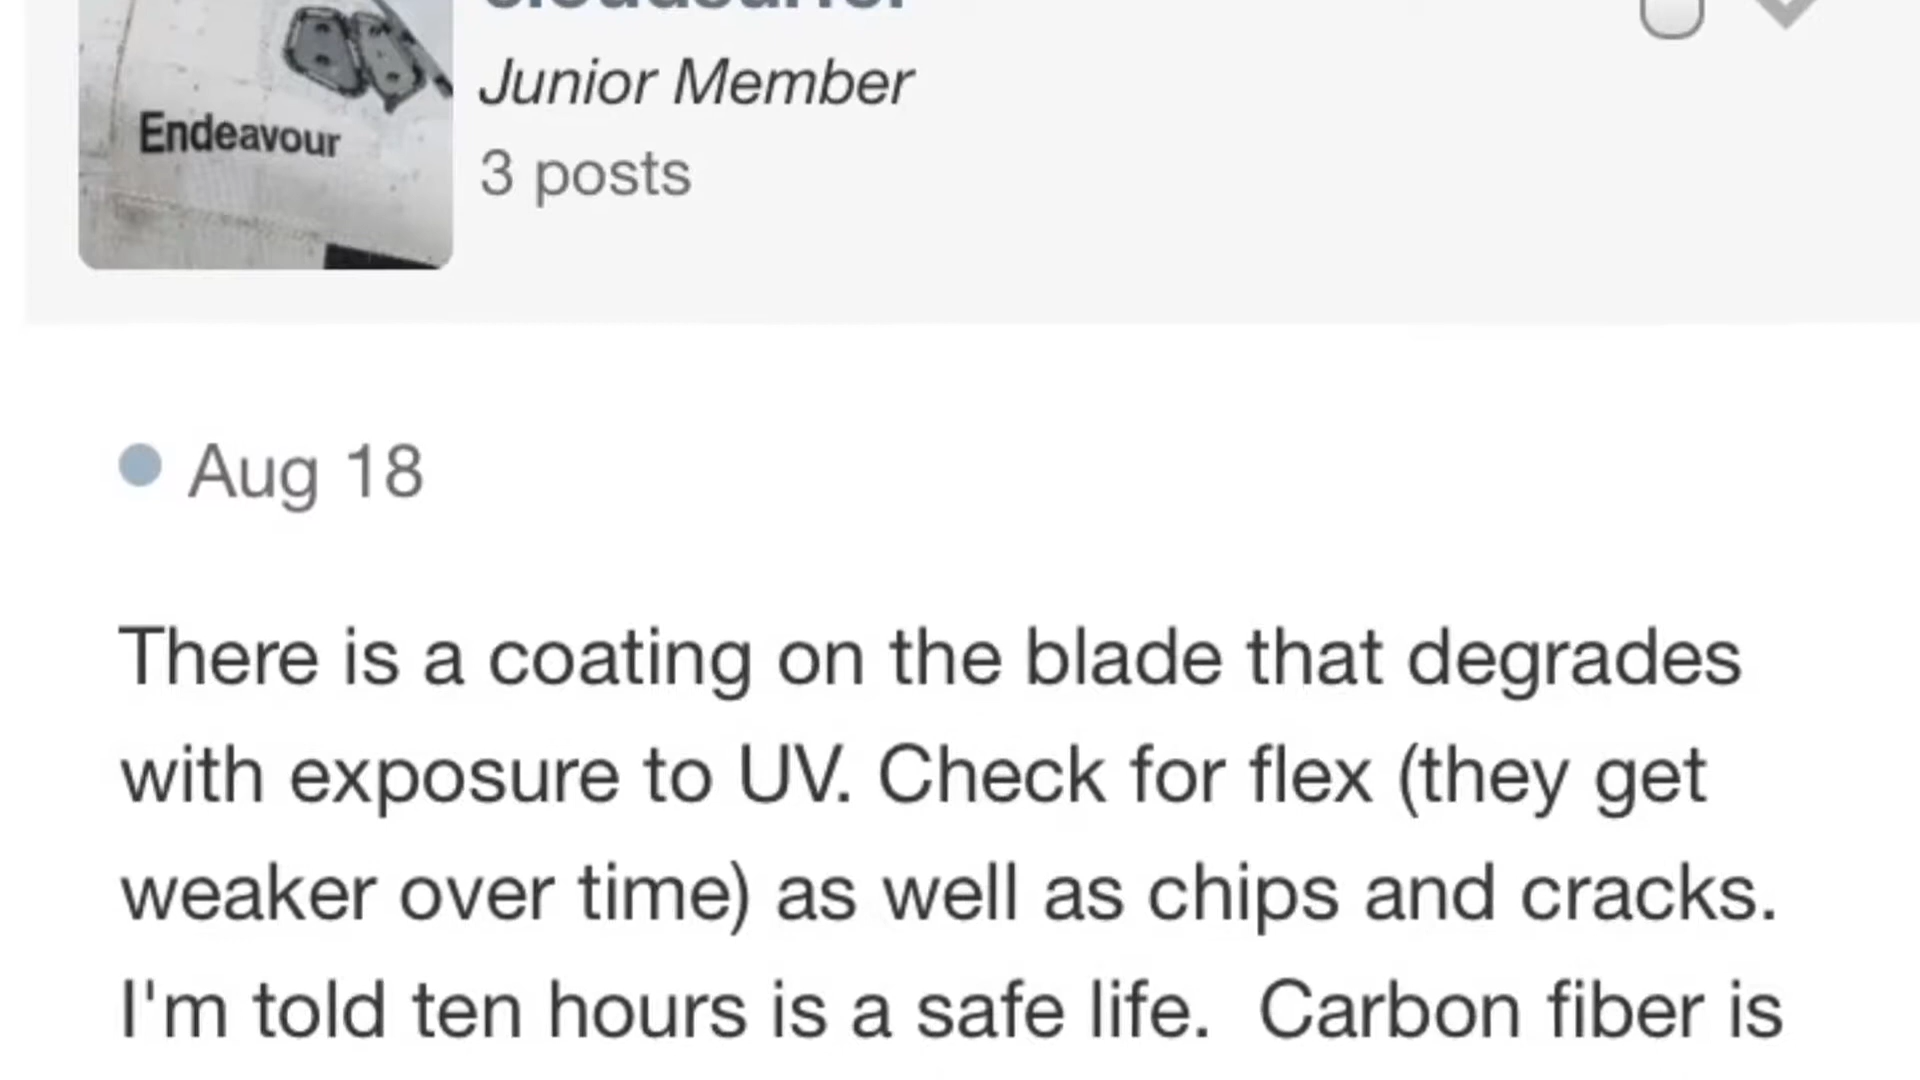 Junior Member
3 posts
Endeavour
Aug 18
There is a coating on the blade that degrades
with exposure to UV. Check for flex (they get
weaker over time) as well as chips and cracks.
I'm told ten hours is a safe life.  Carbon fiber is